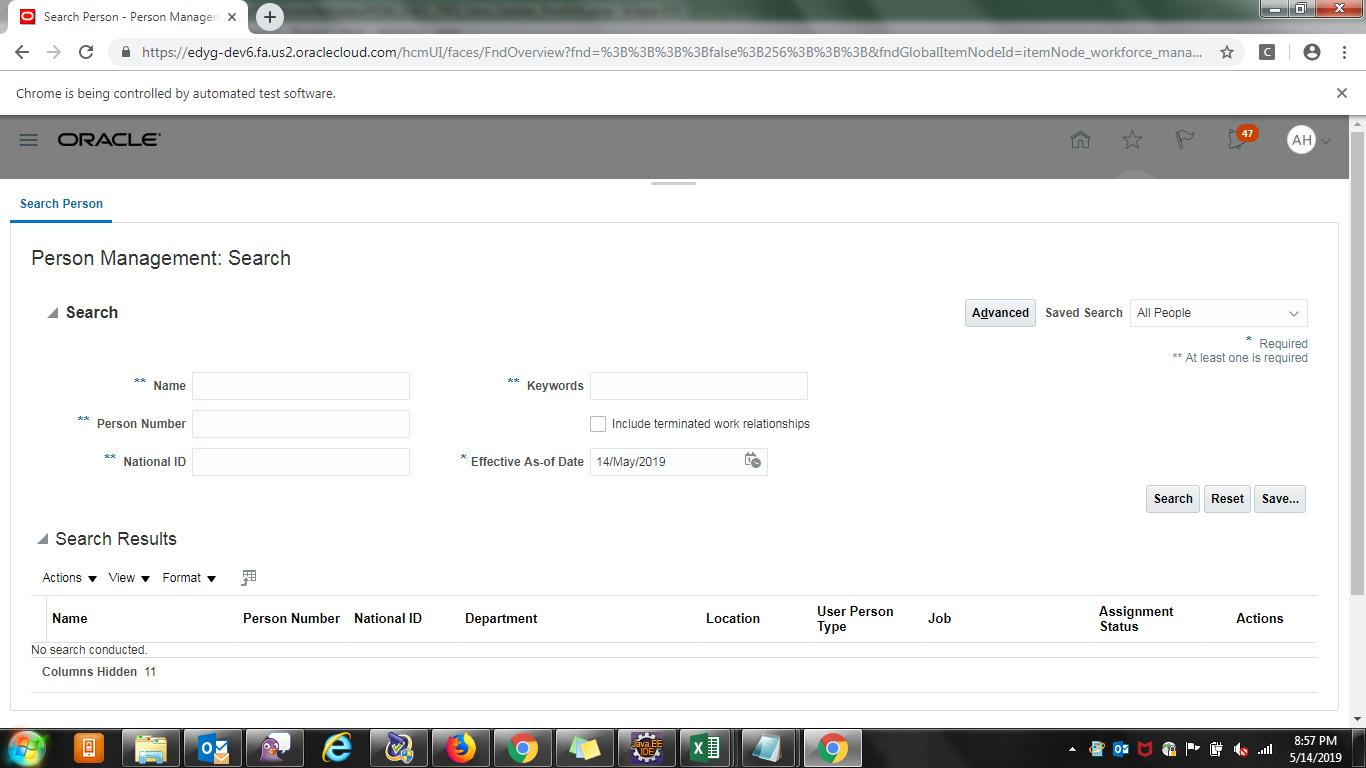 Search Person - Person Managen
https://edyg-dev6.fa.us2.oraclecloud.com/hcmUI/faces/FndOverview?fnd=%3B%3B%3B%3Bfalse%3B256%3B%3B%3B&fndGlobalItemNodeId=itemNode_workforce_mana...
C
Chrome is being controlled by automated test software.
ORACLE
47
AH
Search Person
Person Management: Search
Search
Advanced Saved Search All People
* Required
** At least one is required
** Name ** Keywords
** Person Number Include terminated work relationships
** National ID * Effective As-of Date 14/May/2019
Search Reset Save...
Search Results
Actions View Format
Name Person Number National ID Department Location User Person Type Job Assignment Status Actions
No search conducted.
Columns Hidden 11
Java EE
IDE
8:57 PM
5/14/2019